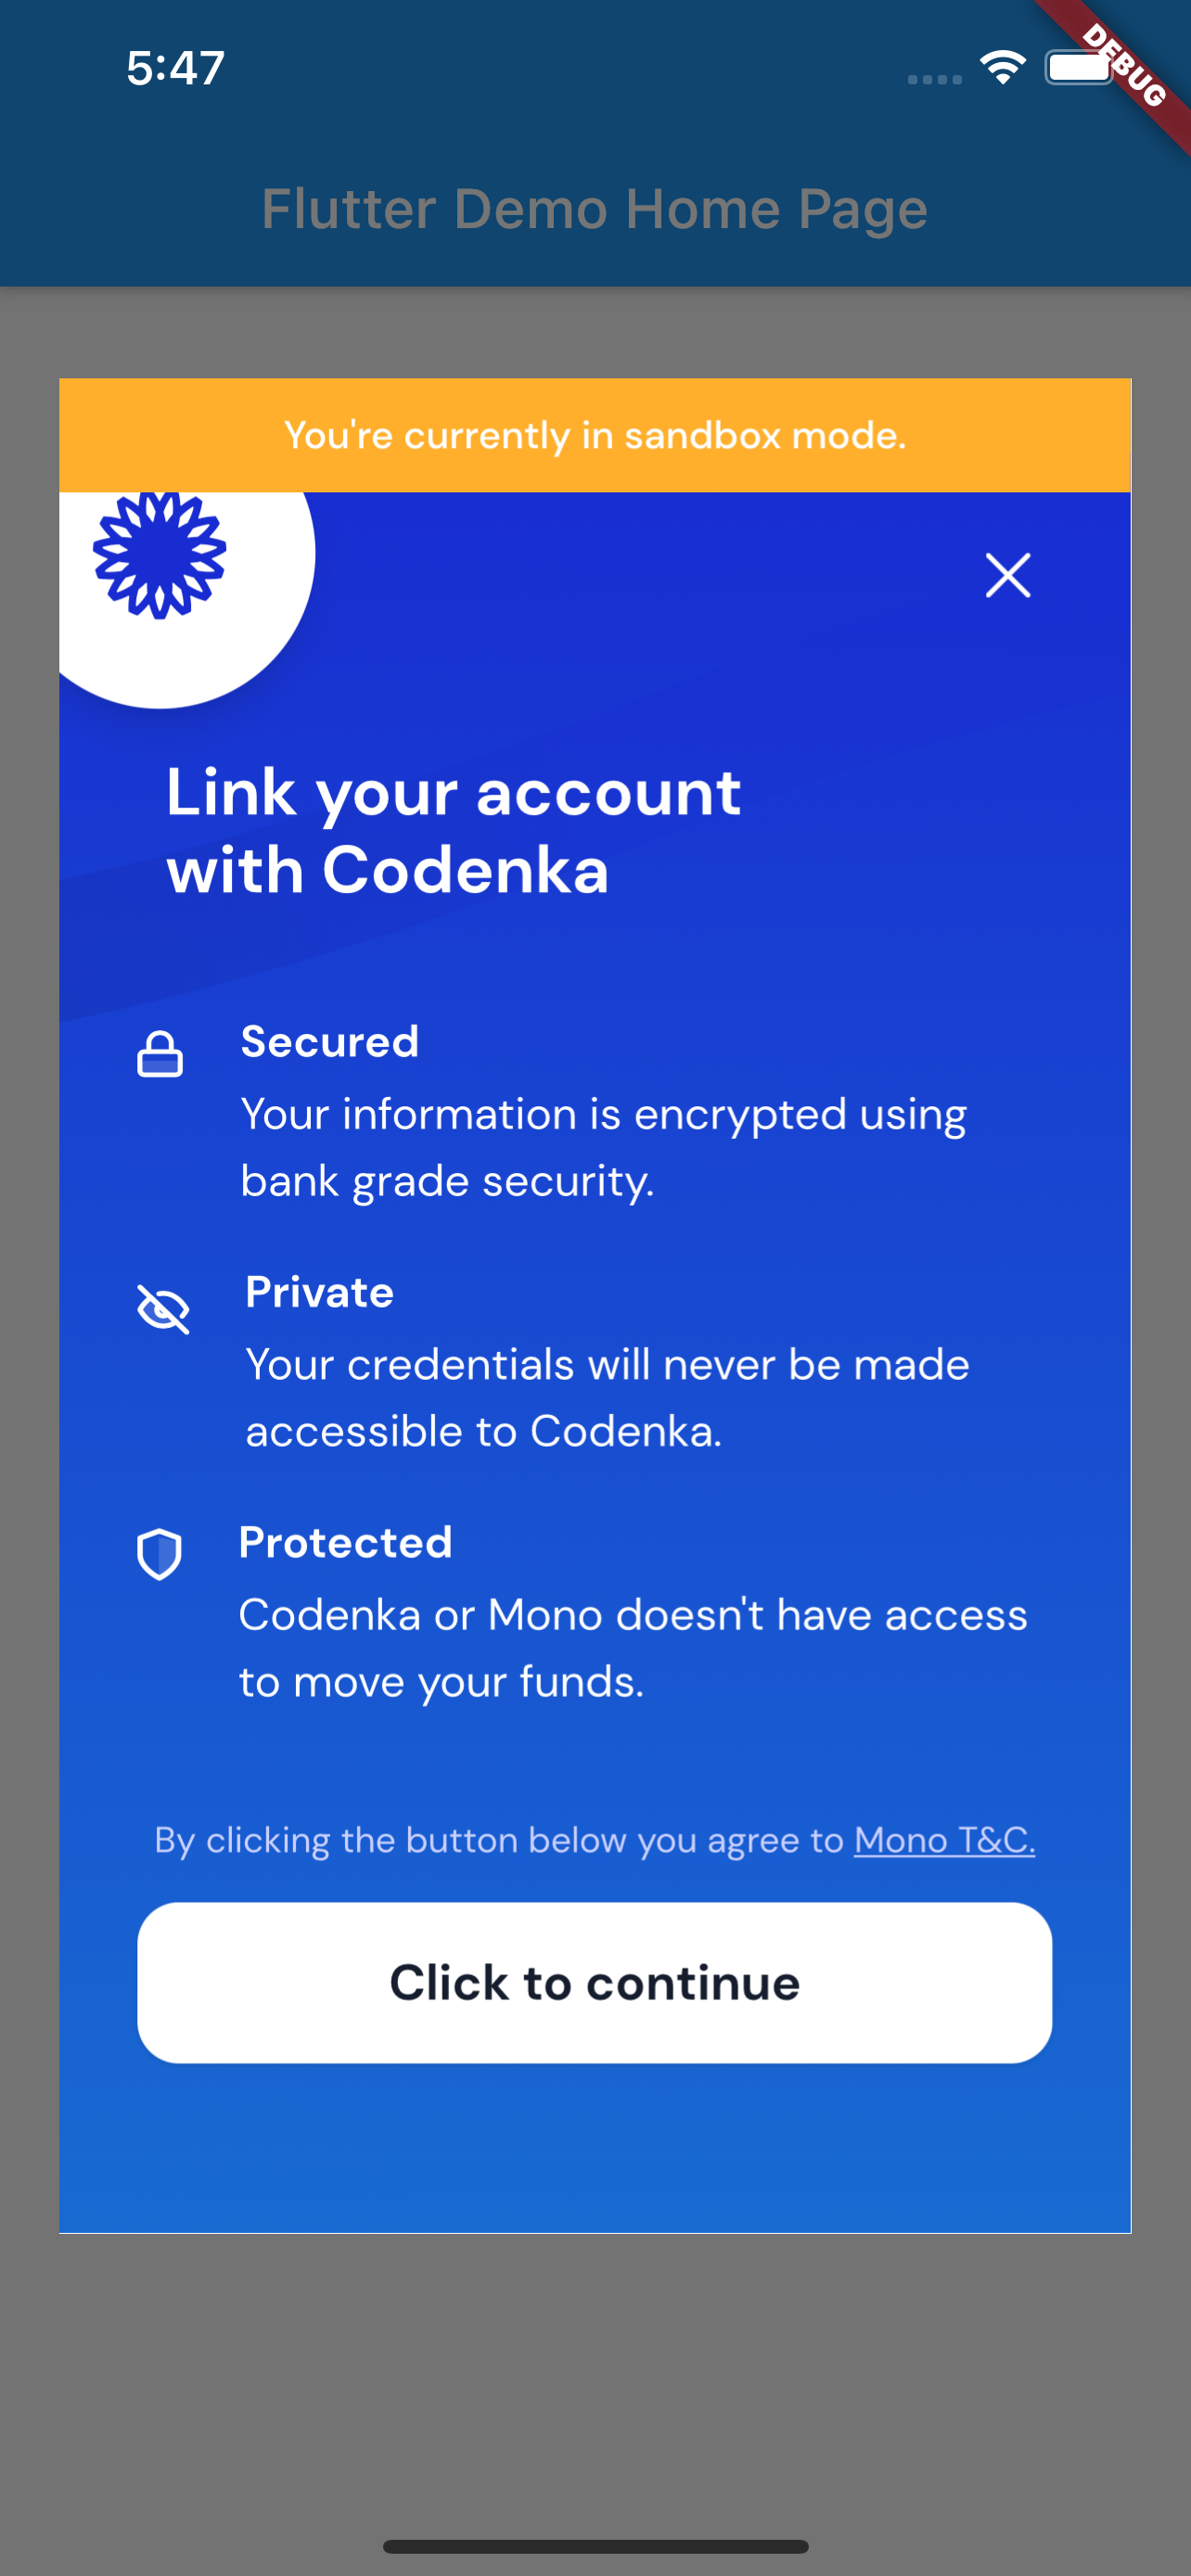 5:47
DEBUG
Flutter Demo Home Page
You're currently in sandbox mode.
Link your account
with Codenka
Secured
Your information is encrypted using
bank grade security.
Private
Your credentials will never be made
accessible to Codenka.
Protected
Codenka or Mono doesn't have access
to move your funds.
By clicking the button below you agree to Mono T&C.
Click to continue